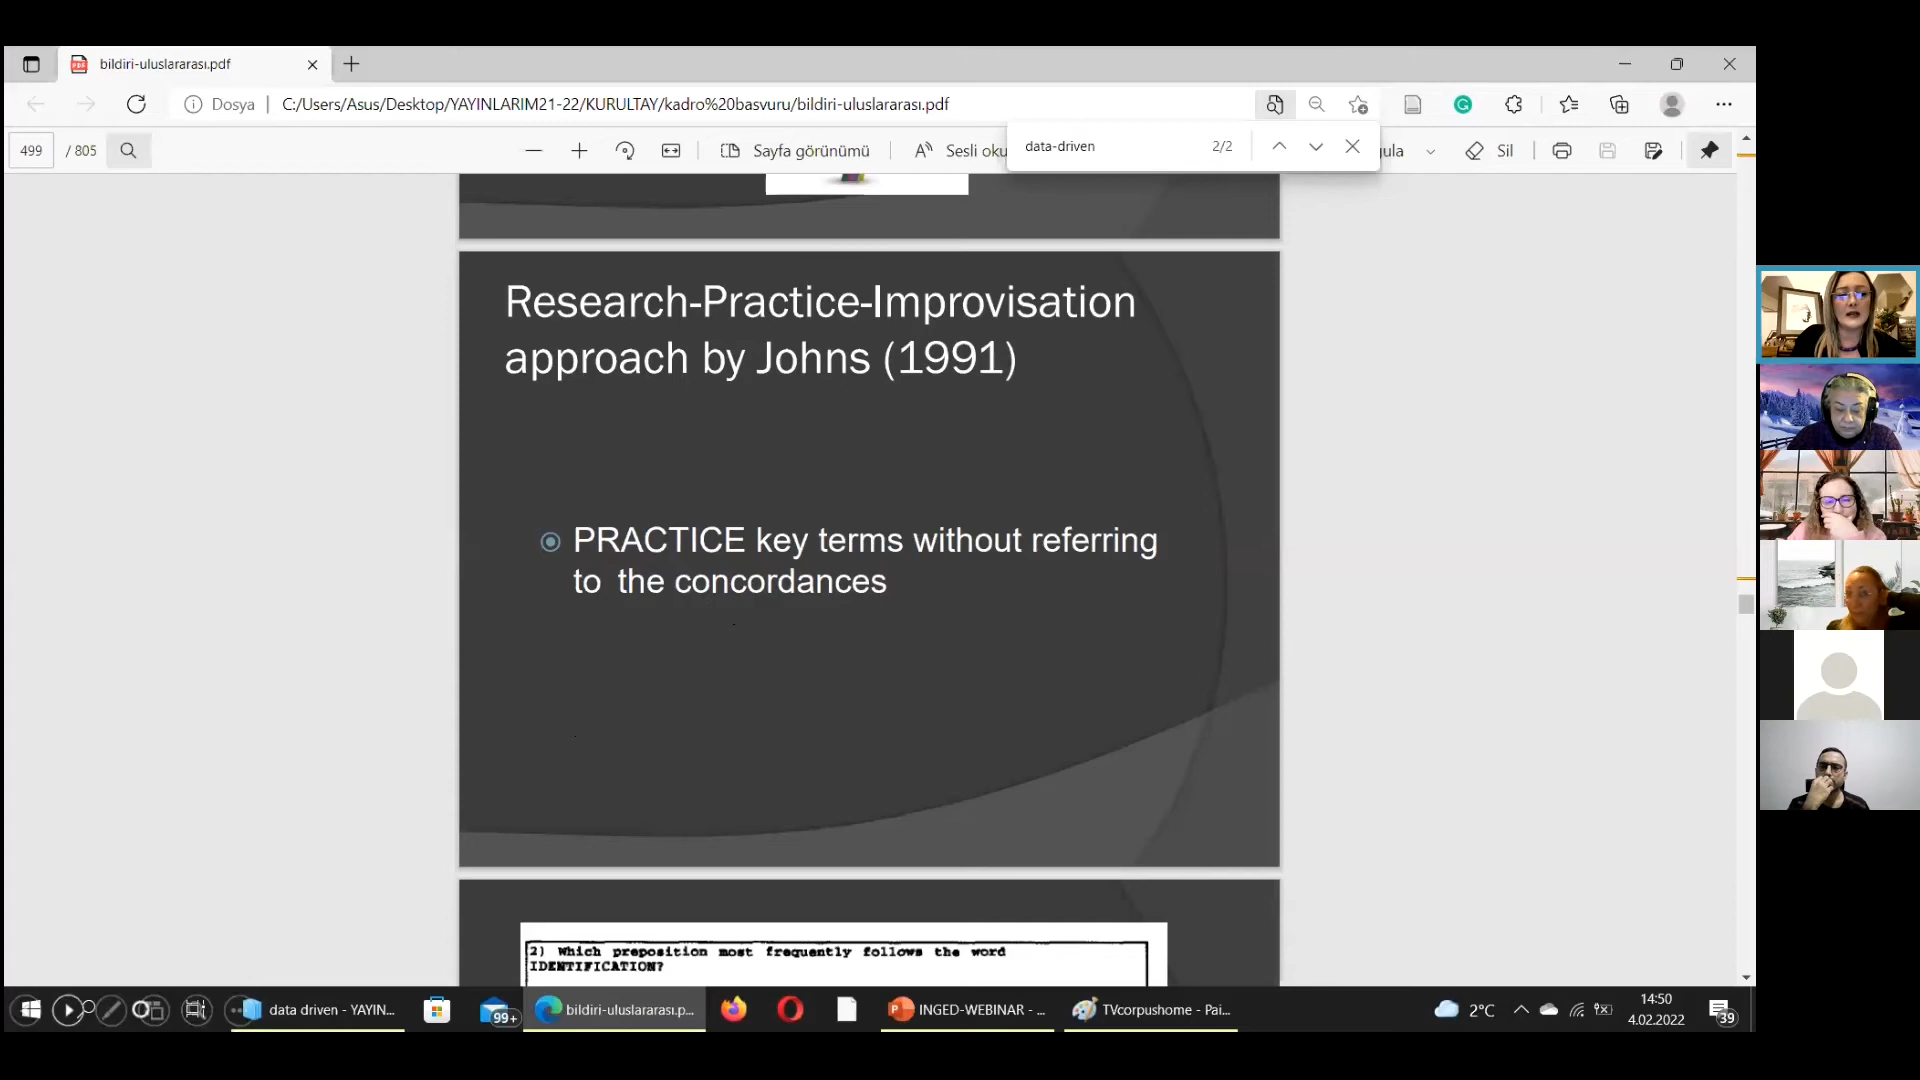 bildiri-uluslararası.pdf
Dosya
C:/Users/Asus/Desktop/YAYINLARIM21-22/KURULTAY/kadro%20basvuru/bildiri-uluslararası.pdf
499 / 805
Sayfa görünümü
Sesli oku
data-driven 2/2
Sil
Research-Practice-Improvisation
approach by Johns (1991)
PRACTICE key terms without referring
to the concordances
2) Which preposition most frequently follows the word
IDENTIFICATION?
data driven - YAYIN...
99+
bildiri-uluslararası.p...
INGED-WEBINAR - ...
TVcorpushome - Pai...
2°C
14:50
4.02.2022
39